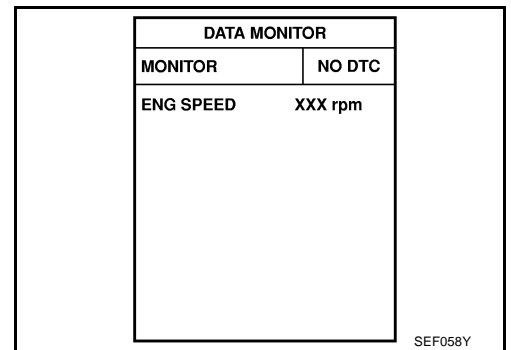 DATA MONITOR
MONITOR NO DTC
ENG SPEED XXX rpm
SEF058Y